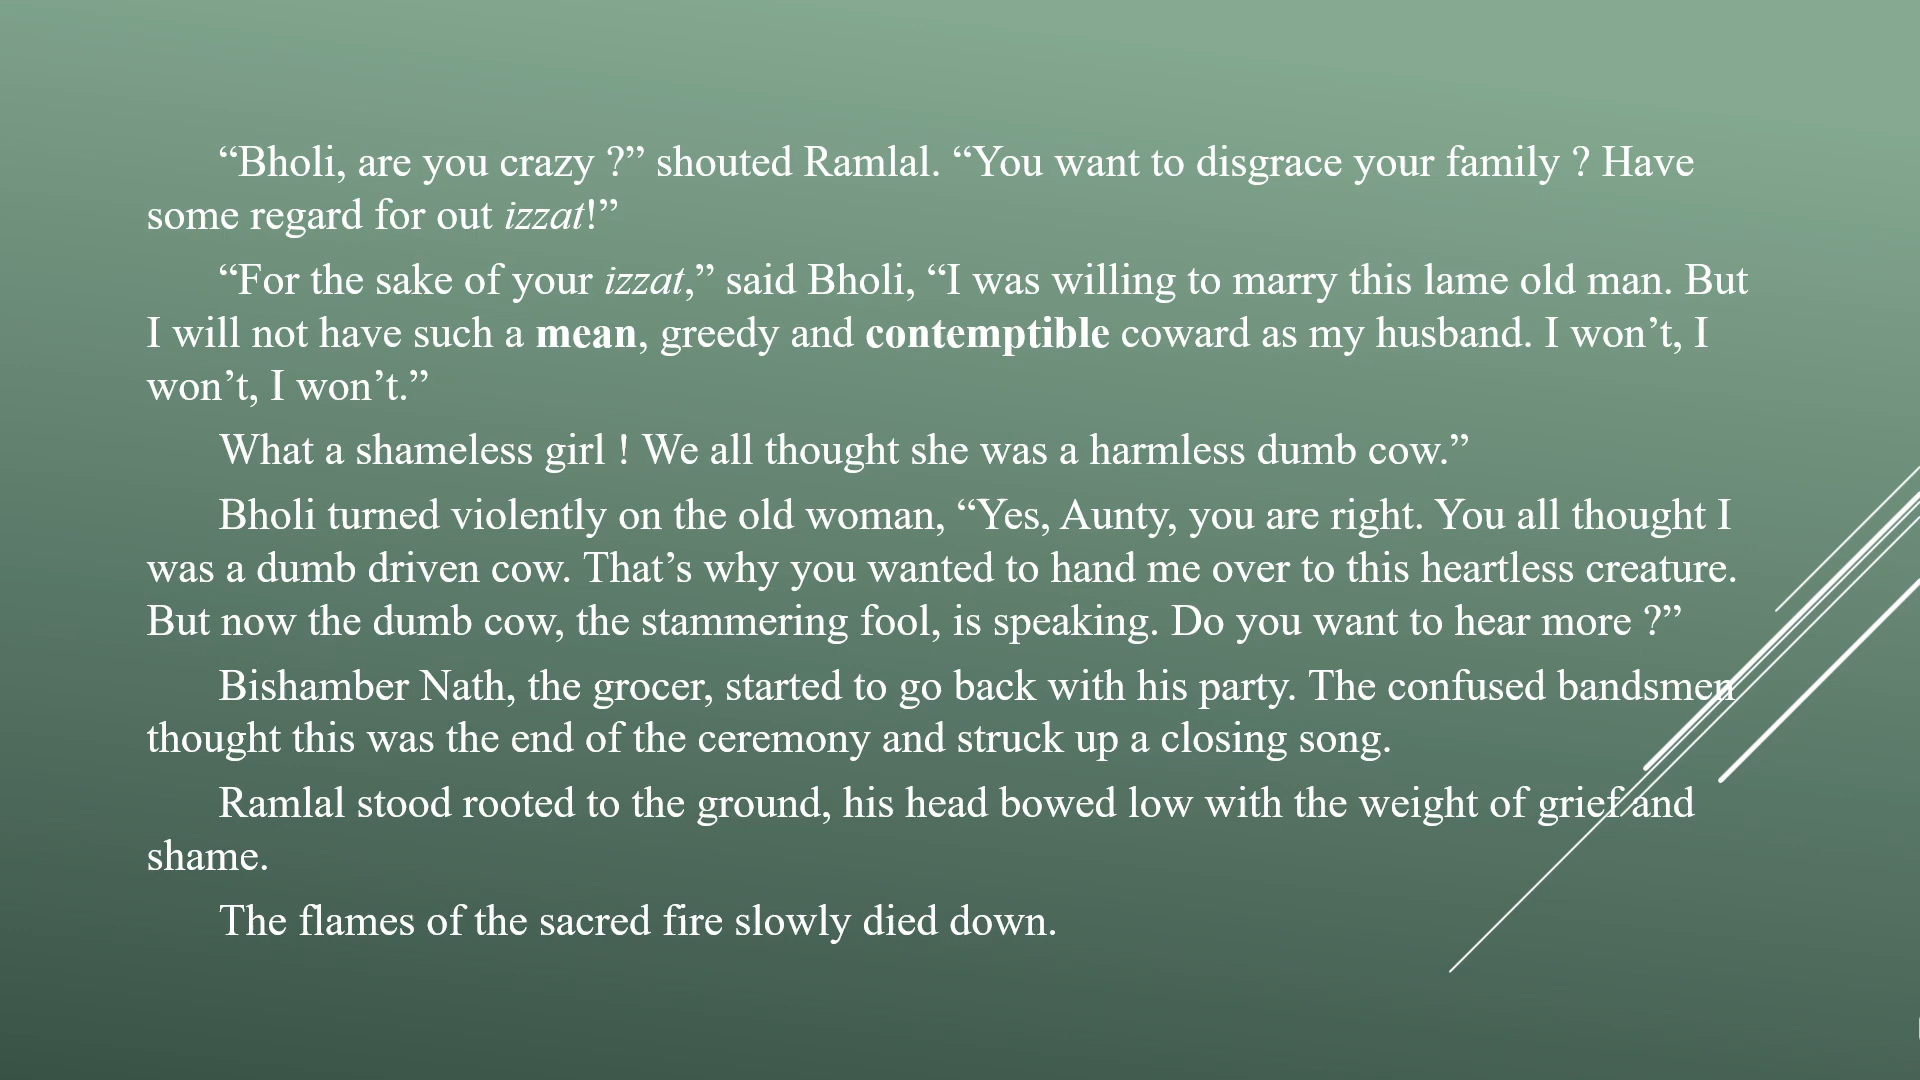 “Bholi, are you crazy ?” shouted Ramlal. “You want to disgrace your family ? Have
some regard for out izzat!”
“For the sake of your izzat,” said Bholi, “I was willing to marry this lame old man. But
I will not have such a mean, greedy and contemptible coward as my husband. I won’t, I
won’t, I won’t.”
What a shameless girl ! We all thought she was a harmless dumb cow.”
Bholi turned violently on the old woman, “Yes, Aunty, you are right. You all thought I
was a dumb driven cow. That’s why you wanted to hand me over to this heartless creature.
But now the dumb cow, the stammering fool, is speaking. Do you want to hear more ?”
Bishamber Nath, the grocer, started to go back with his party. The confused bandsmen
thought this was the end of the ceremony and struck up a closing song.
Ramlal stood rooted to the ground, his head bowed low with the weight of grief and
shame.
The flames of the sacred fire slowly died down.